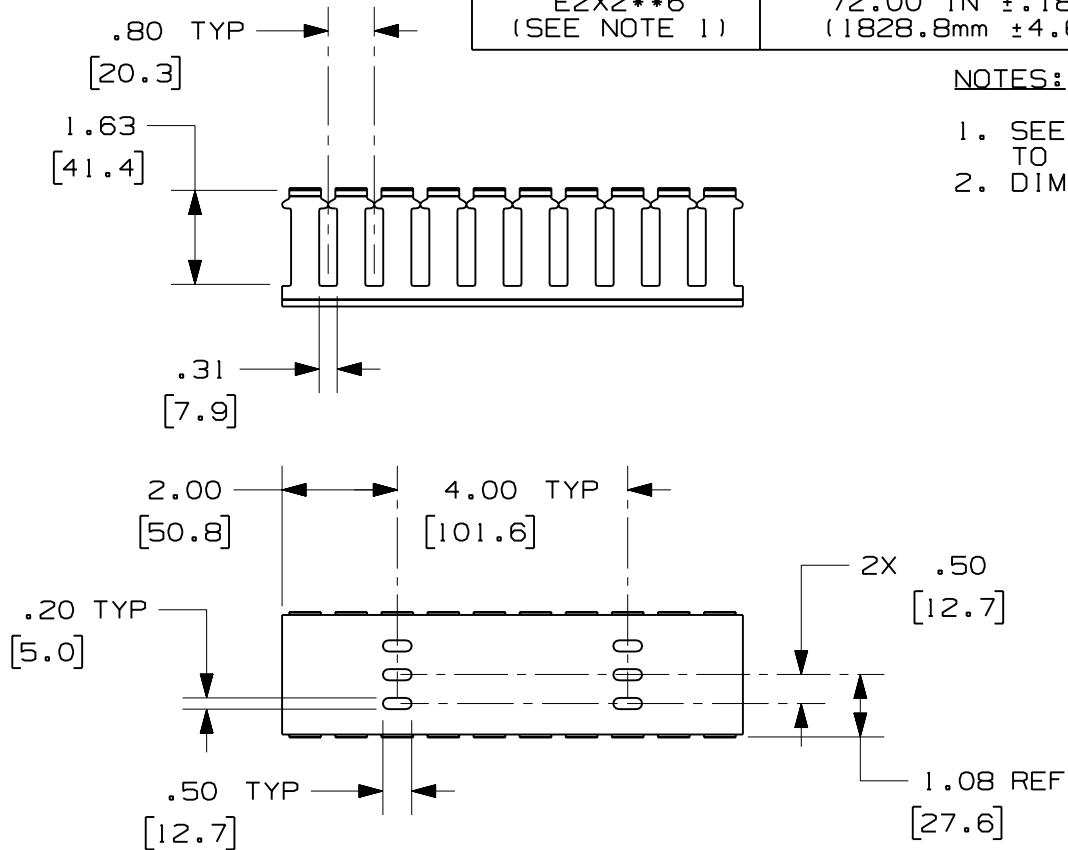 E2X2**6
(SEE NOTE 1)
72.00 IN ±.18
(1828.8mm ±4.6
.80 TYP
[20.3]
NOTES:
1.63
[41.4]
1. SEE
TO
2. DIM
.31
[7.9]
2.00
[50.8]
4.00 TYP
[101.6]
2X .50
[12.7]
.20 TYP
[5.0]
.50 TYP
[12.7]
1.08 REF
[27.6]